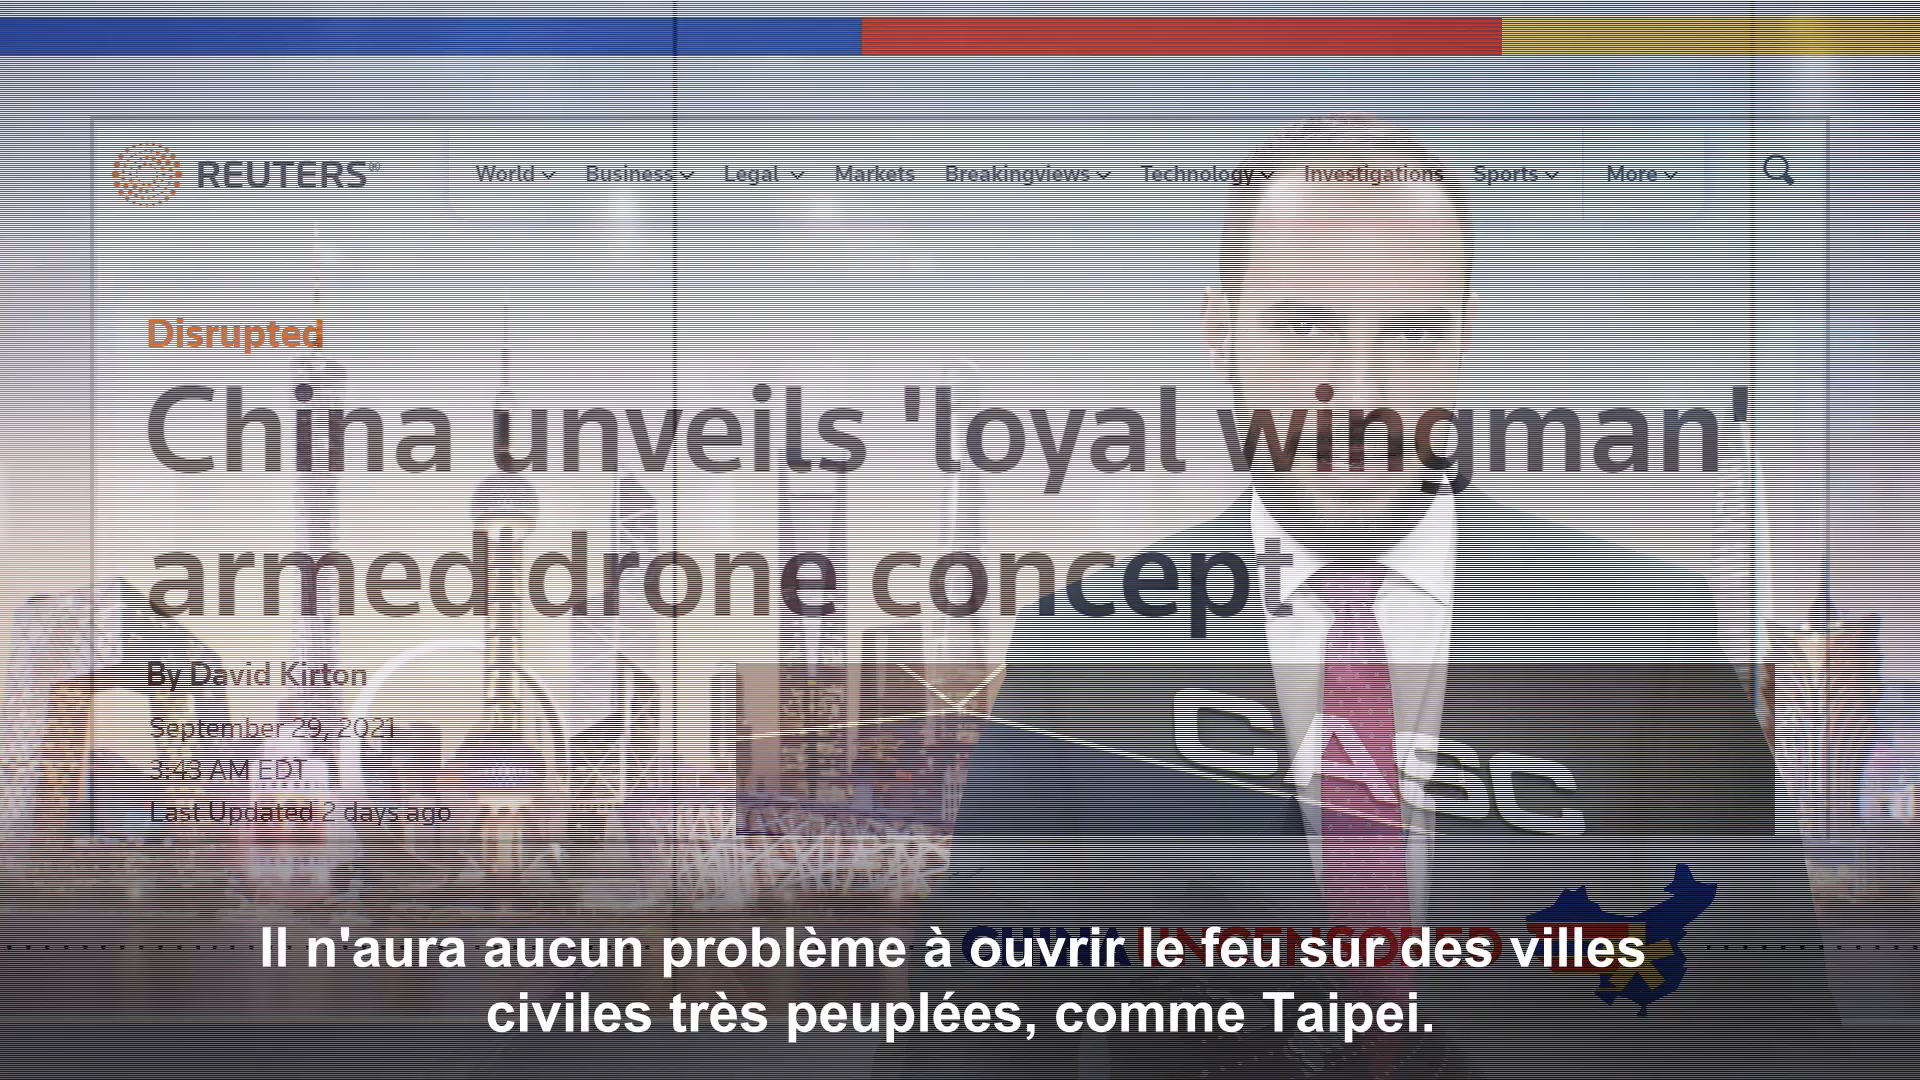 REUTERS®
World Business Legal Markets Breakingviews Technology Investigations Sports More
Disrupted
China unveils 'loyal wingman'
armed drone concept
By David Kirton
September 29, 2021
3:43 AM EDT
Last Updated 2 days ago
CASC
CHINA UNCENSORED
Il n'aura aucun problème à ouvrir le feu sur des villes
civiles très peuplées, comme Taipei.